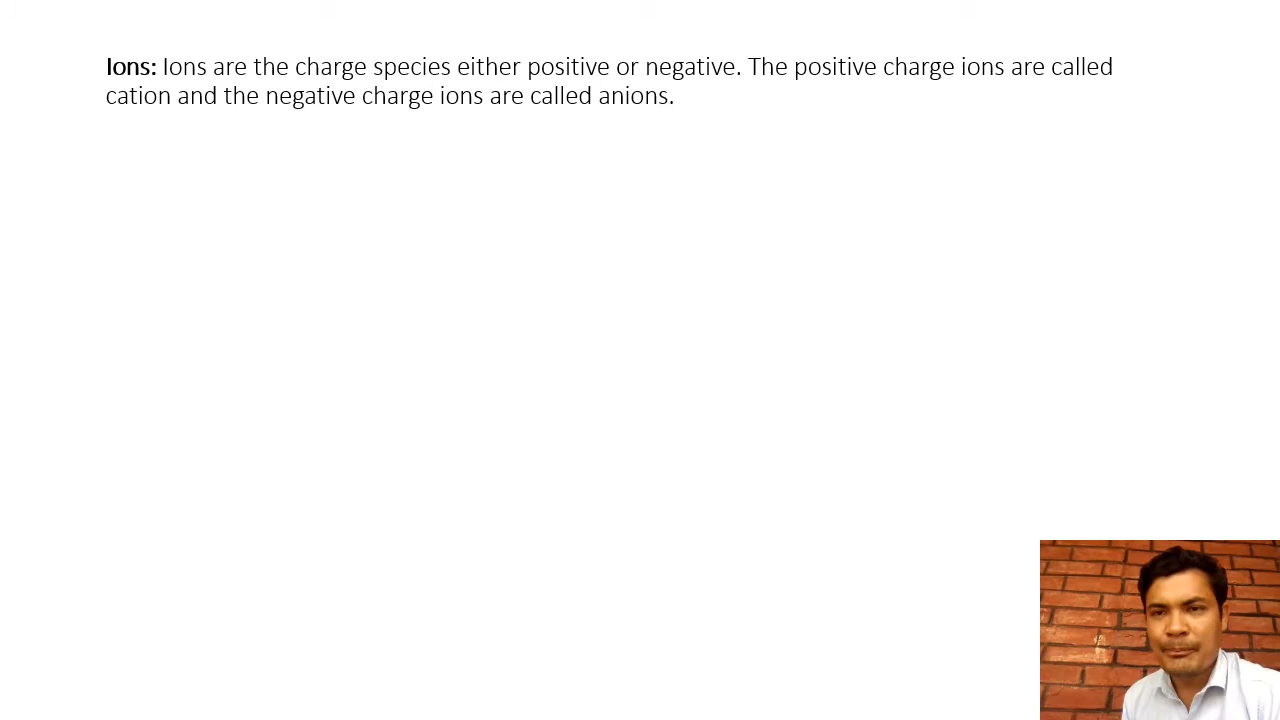 Ions: Ions are the charge species either positive or negative. The positive charge ions are called
cation and the negative charge ions are called anions.